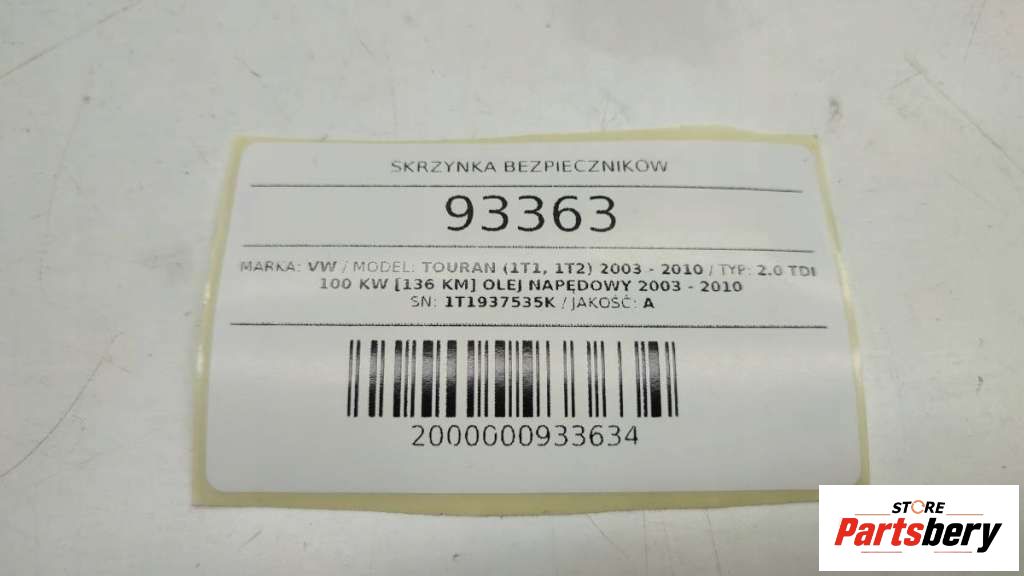 SKRZYNKA BEZPIECZNIKÓW
93363
MARKA: VW / MODEL: TOURAN (1T1, 1T2) 2003 - 2010 / TYP: 2.0 TDI
100 KW [136 KM] OLEJ NAPĘDOWY 2003 - 2010
SN: 1T1937535K / JAKOŚĆ: A
2000000933634
STORE
Partsbery